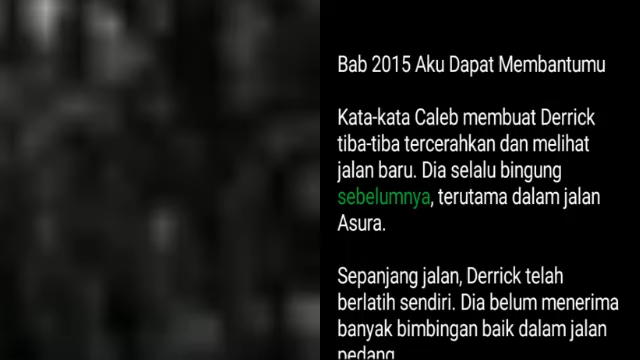 Bab 2015 Aku Dapat Membantumu
Kata-kata Caleb membuat Derrick
tiba-tiba tercerahkan dan melihat
jalan baru. Dia selalu bingung
sebelumnya, terutama dalam jalan
Asura.
Sepanjang jalan, Derrick telah
berlatih sendiri. Dia belum menerima
banyak bimbingan baik dalam jalan
pedang